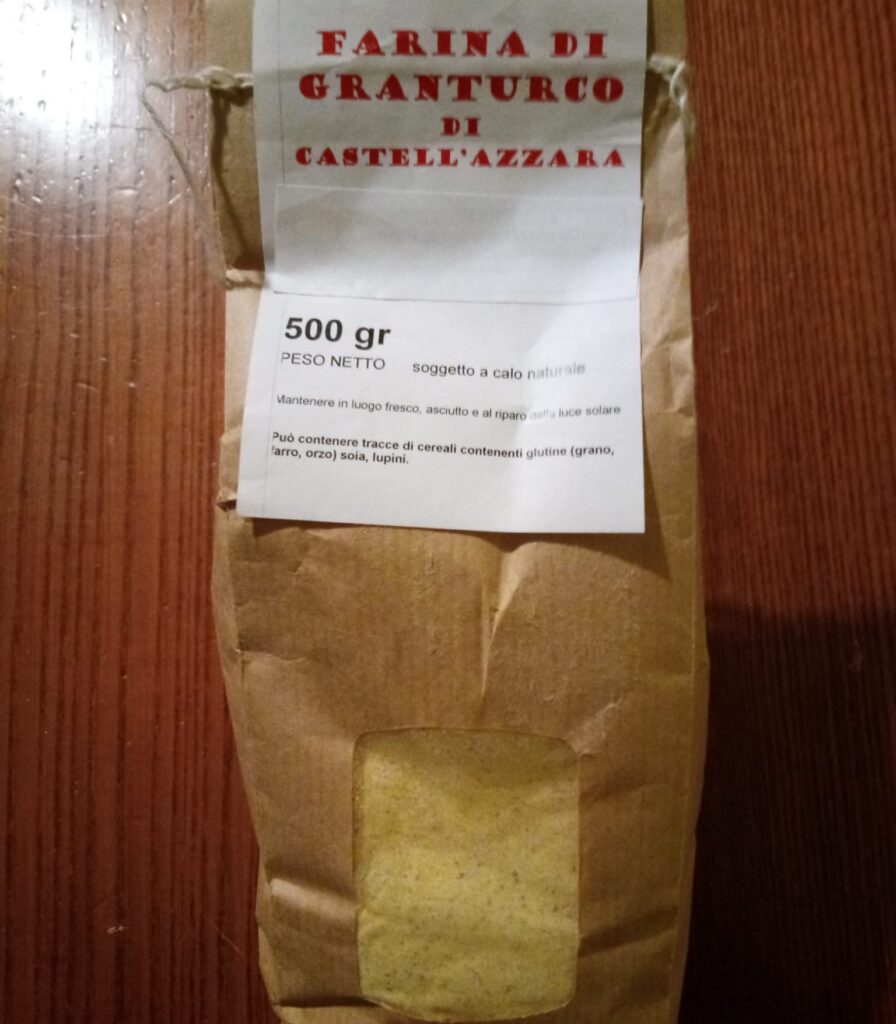 FARINA DI
GRANTURCO
DI
CASTELL'AZZARA
500 gr
PESO NETTO soggetto a calo naturale
Mantenere in luogo fresco, asciutto e al riparo della luce solare
Può contenere tracce di cereali contenenti glutine (grano,
farro, orzo) soia, lupini.